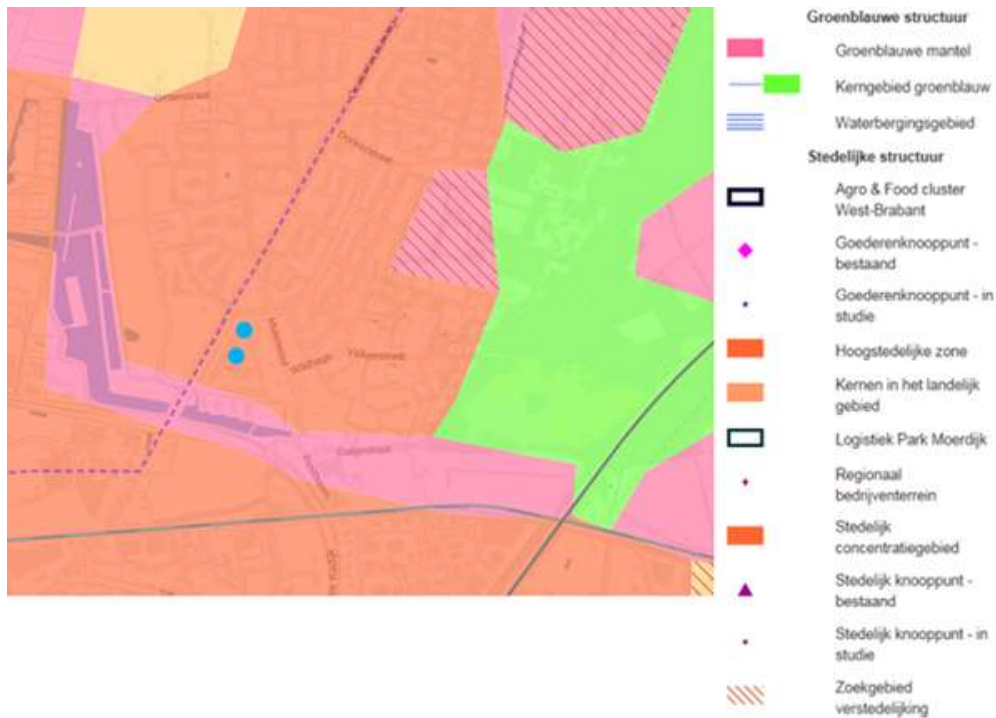 Groenblauwe structuur
Groenblauwe mantel
Kerngebied groenblauw
Waterbergingsgebied
Stedelijke structuur
Agro & Food cluster
West-Brabant
Goederenknooppunt -
bestaand
Goederenknooppunt - in
studie
Hoogstedelijke zone
Kernen in het landelijk
gebied
Logistiek Park Moerdijk
Regionaal
bedrijventerrein
Stedelijk
concentratiegebied
Stedelijk knooppunt -
bestaand
Stedelijk knooppunt - in
studie
Zoekgebied
verstedelijking